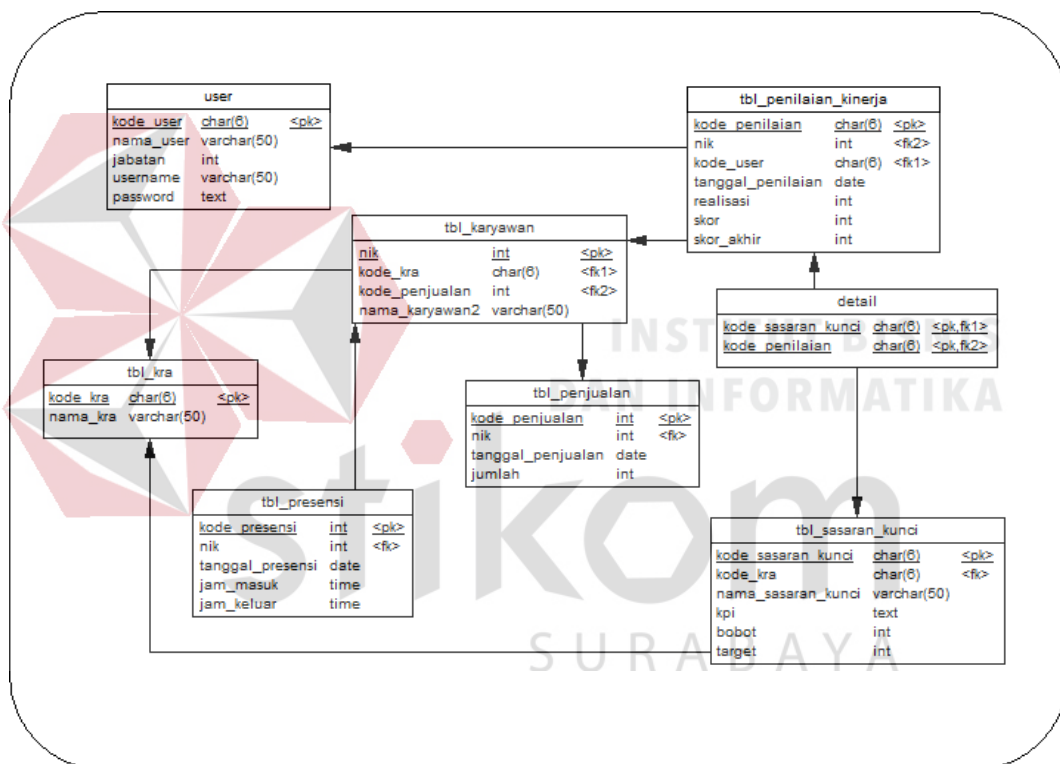 user
kode_user char(6) <pk>
nama_user varchar(50)
jabatan int
username varchar(50)
password text
tbl_penilaian_kinerja
kode_penilaian char(6) <pk>
nik int <fk2>
kode_user char(6) <fk1>
tanggal_penilaian date
realisasi int
skor int
skor_akhir int
tbl_karyawan
nik int <pk>
kode_kra char(6) <fk1>
kode_penjualan int <fk2>
nama_karyawan2 varchar(50)
detail
kode_sasaran_kunci char(6) <pk,fk1>
kode_penilaian char(6) <pk,fk2>
INSTITUT BISNIS
DAN INFORMATIKA
tbl_kra
kode_kra char(6) <pk>
nama_kra varchar(50)
tbl_penjualan
kode_penjualan int <pk>
nik int <fk>
tanggal_penjualan date
jumlah int
stikom
tbl_presensi
kode_presensi int <pk>
nik int <fk>
tanggal_presensi date
jam_masuk time
jam_keluar time
tbl_sasaran_kunci
kode_sasaran_kunci char(6) <pk>
kode_kra char(6) <fk>
nama_sasaran_kunci varchar(50)
kpi text
bobot int
target int
SURABAYA